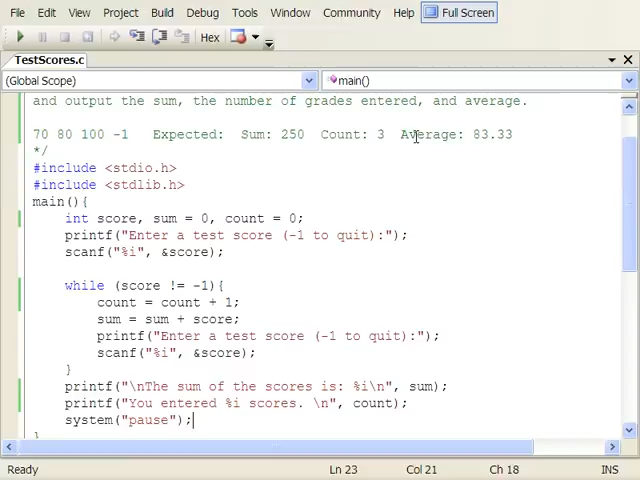 File Edit View Project Build Debug Tools Window Community Help Full Screen
Hex
TestScores.c
(Global Scope) main()
and output the sum, the number of grades entered, and average.
70 80 100 -1 Expected: Sum: 250 Count: 3 Average: 83.33
*/
#include <stdio.h>
#include <stdlib.h>
main(){
int score, sum = 0, count = 0;
printf("Enter a test score (-1 to quit):");
scanf("%i", &score);
while (score != -1){
count = count + 1;
sum = sum + score;
printf("Enter a test score (-1 to quit):");
scanf("%i", &score);
}
printf("\nThe sum of the scores is: %i\n", sum);
printf("You entered %i scores. \n", count);
system("pause");
}
Ready Ln 23 Col 21 Ch 18 INS